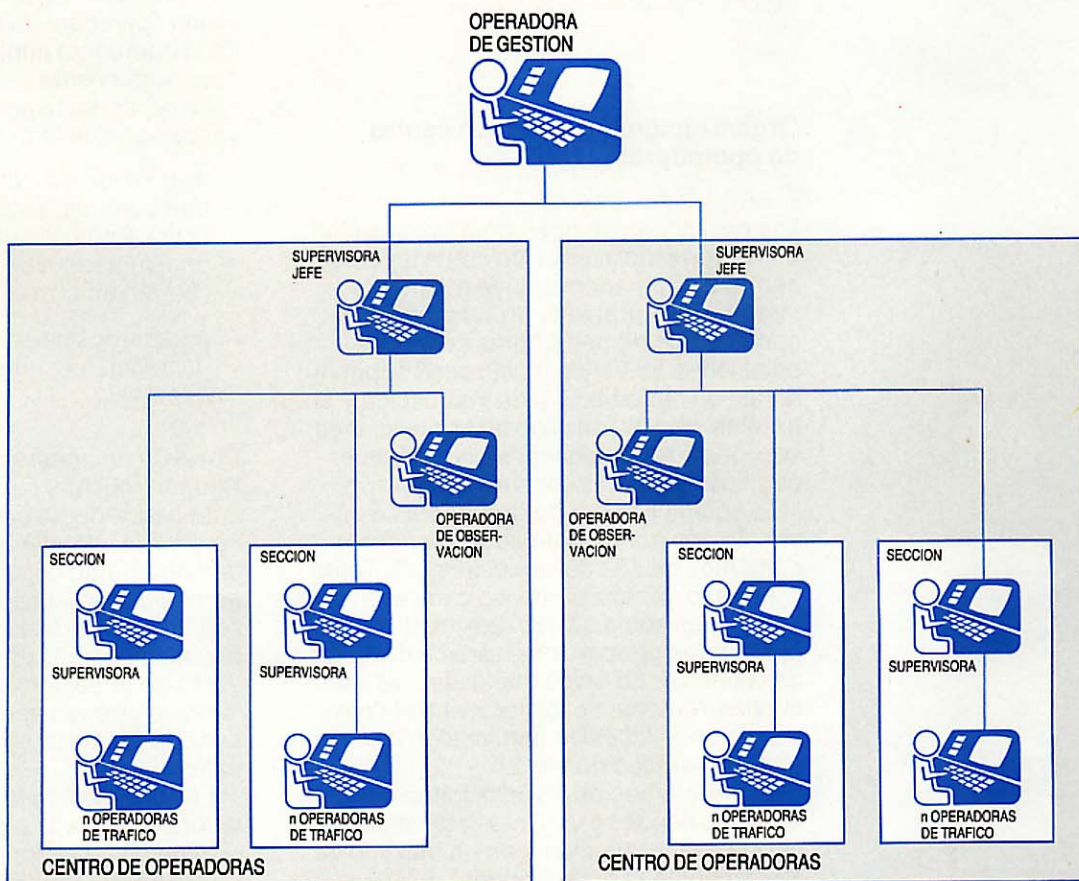 OPERADORA
DE GESTION
SUPERVISORA
JEFE
SUPERVISORA
JEFE
OPERADORA
DE OBSER-
VACION
OPERADORA
DE OBSER-
VACION
SECCION
SECCION
SECCION
SECCION
SUPERVISORA
SUPERVISORA
SUPERVISORA
SUPERVISORA
n OPERADORAS
DE TRAFICO
n OPERADORAS
DE TRAFICO
n OPERADORAS
DE TRAFICO
n OPERADORAS
DE TRAFICO
CENTRO DE OPERADORAS
CENTRO DE OPERADORAS